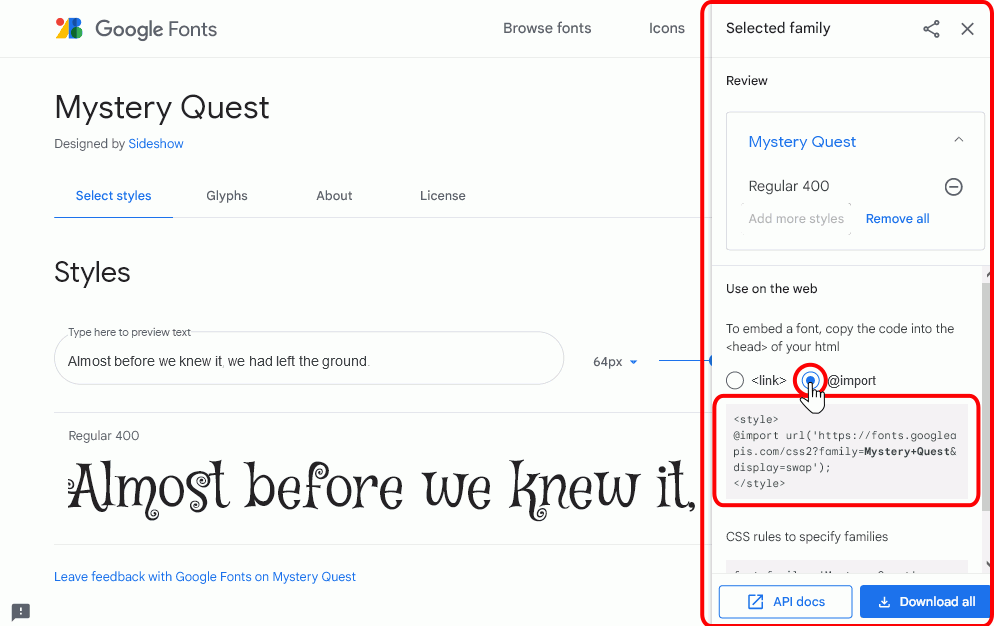 Google Fonts
Browse fonts
Icons
Mystery Quest
Designed by Sideshow
Select styles
Glyphs
About
License
Styles
Type here to preview text
Almost before we knew it, we had left the ground.
64px
Regular 400
Almost before we knew it,
Leave feedback with Google Fonts on Mystery Quest
Selected family
Review
Mystery Quest
Regular 400
Add more styles
Remove all
Use on the web
To embed a font, copy the code into the
<head> of your html
<link>
@import
<style>
@import url('https://fonts.googlea
pis.com/css2?family=Mystery+Quest&
display=swap');
</style>
CSS rules to specify families
API docs
Download all